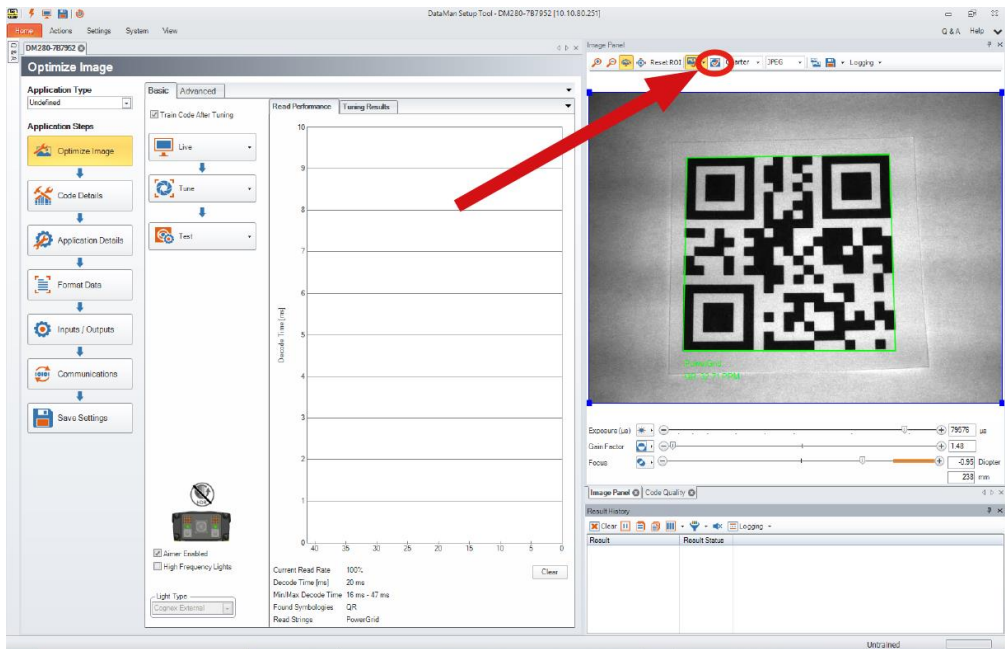 DataMan Setup Tool - DM280-7B7952 [10.10.80.251]
Home Actions Settings System View Q&A Help
DM280-7B7952
Optimize Image
Application Type
Undefined
Application Steps
Optimize Image
Code Details
Application Details
Format Data
Inputs / Outputs
Communications
Save Settings
Basic Advanced
Train Code After Tuning
Live
Tune
Test
Aimer Enabled
High Frequency Lights
Light Type
Cognex External
Read Performance Tuning Results
10
9
8
7
6
5
4
3
2
1
0
Decode Time [ms]
40 35 30 25 20 15 10 5 0
Current Read Rate 100%
Decode Time [ms] 20 ms
Min/Max Decode Time 16 ms - 47 ms
Found Symbologies QR
Read Strings PowerGrid
Clear
Image Panel
Reset ROI JPEG Logging
PowerGrid
Exposure (µs) 79576 µs
Gain Factor 1.48
Focus -0.95 Diopter
238 mm
Image Panel Code Quality
Result History
Clear Logging
Result Result Status
Untrained